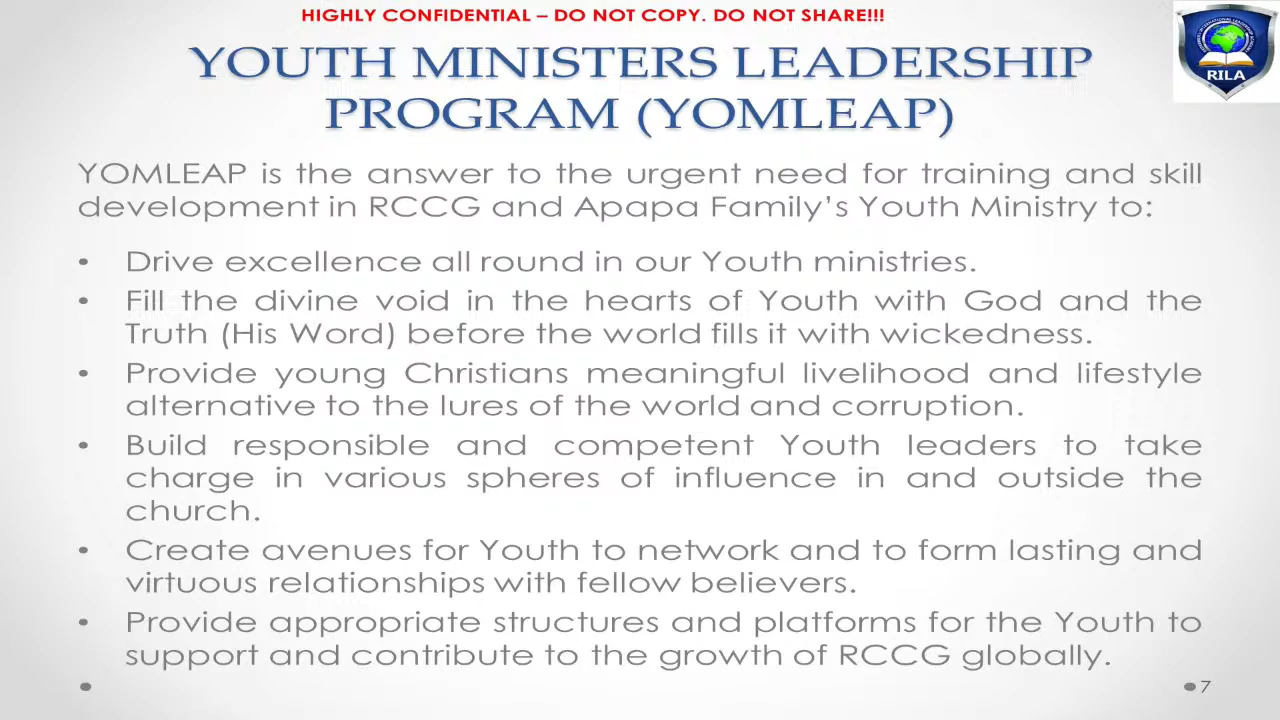 HIGHLY CONFIDENTIAL – DO NOT COPY. DO NOT SHARE!!!
YOUTH MINISTERS LEADERSHIP
PROGRAM (YOMLEAP)
RILA
YOMLEAP is the answer to the urgent need for training and skill
development in RCCG and Apapa Family’s Youth Ministry to:
• Drive excellence all round in our Youth ministries.
• Fill the divine void in the hearts of Youth with God and the
Truth (His Word) before the world fills it with wickedness.
• Provide young Christians meaningful livelihood and lifestyle
alternative to the lures of the world and corruption.
• Build responsible and competent Youth leaders to take
charge in various spheres of influence in and outside the
church.
• Create avenues for Youth to network and to form lasting and
virtuous relationships with fellow believers.
• Provide appropriate structures and platforms for the Youth to
support and contribute to the growth of RCCG globally.
7